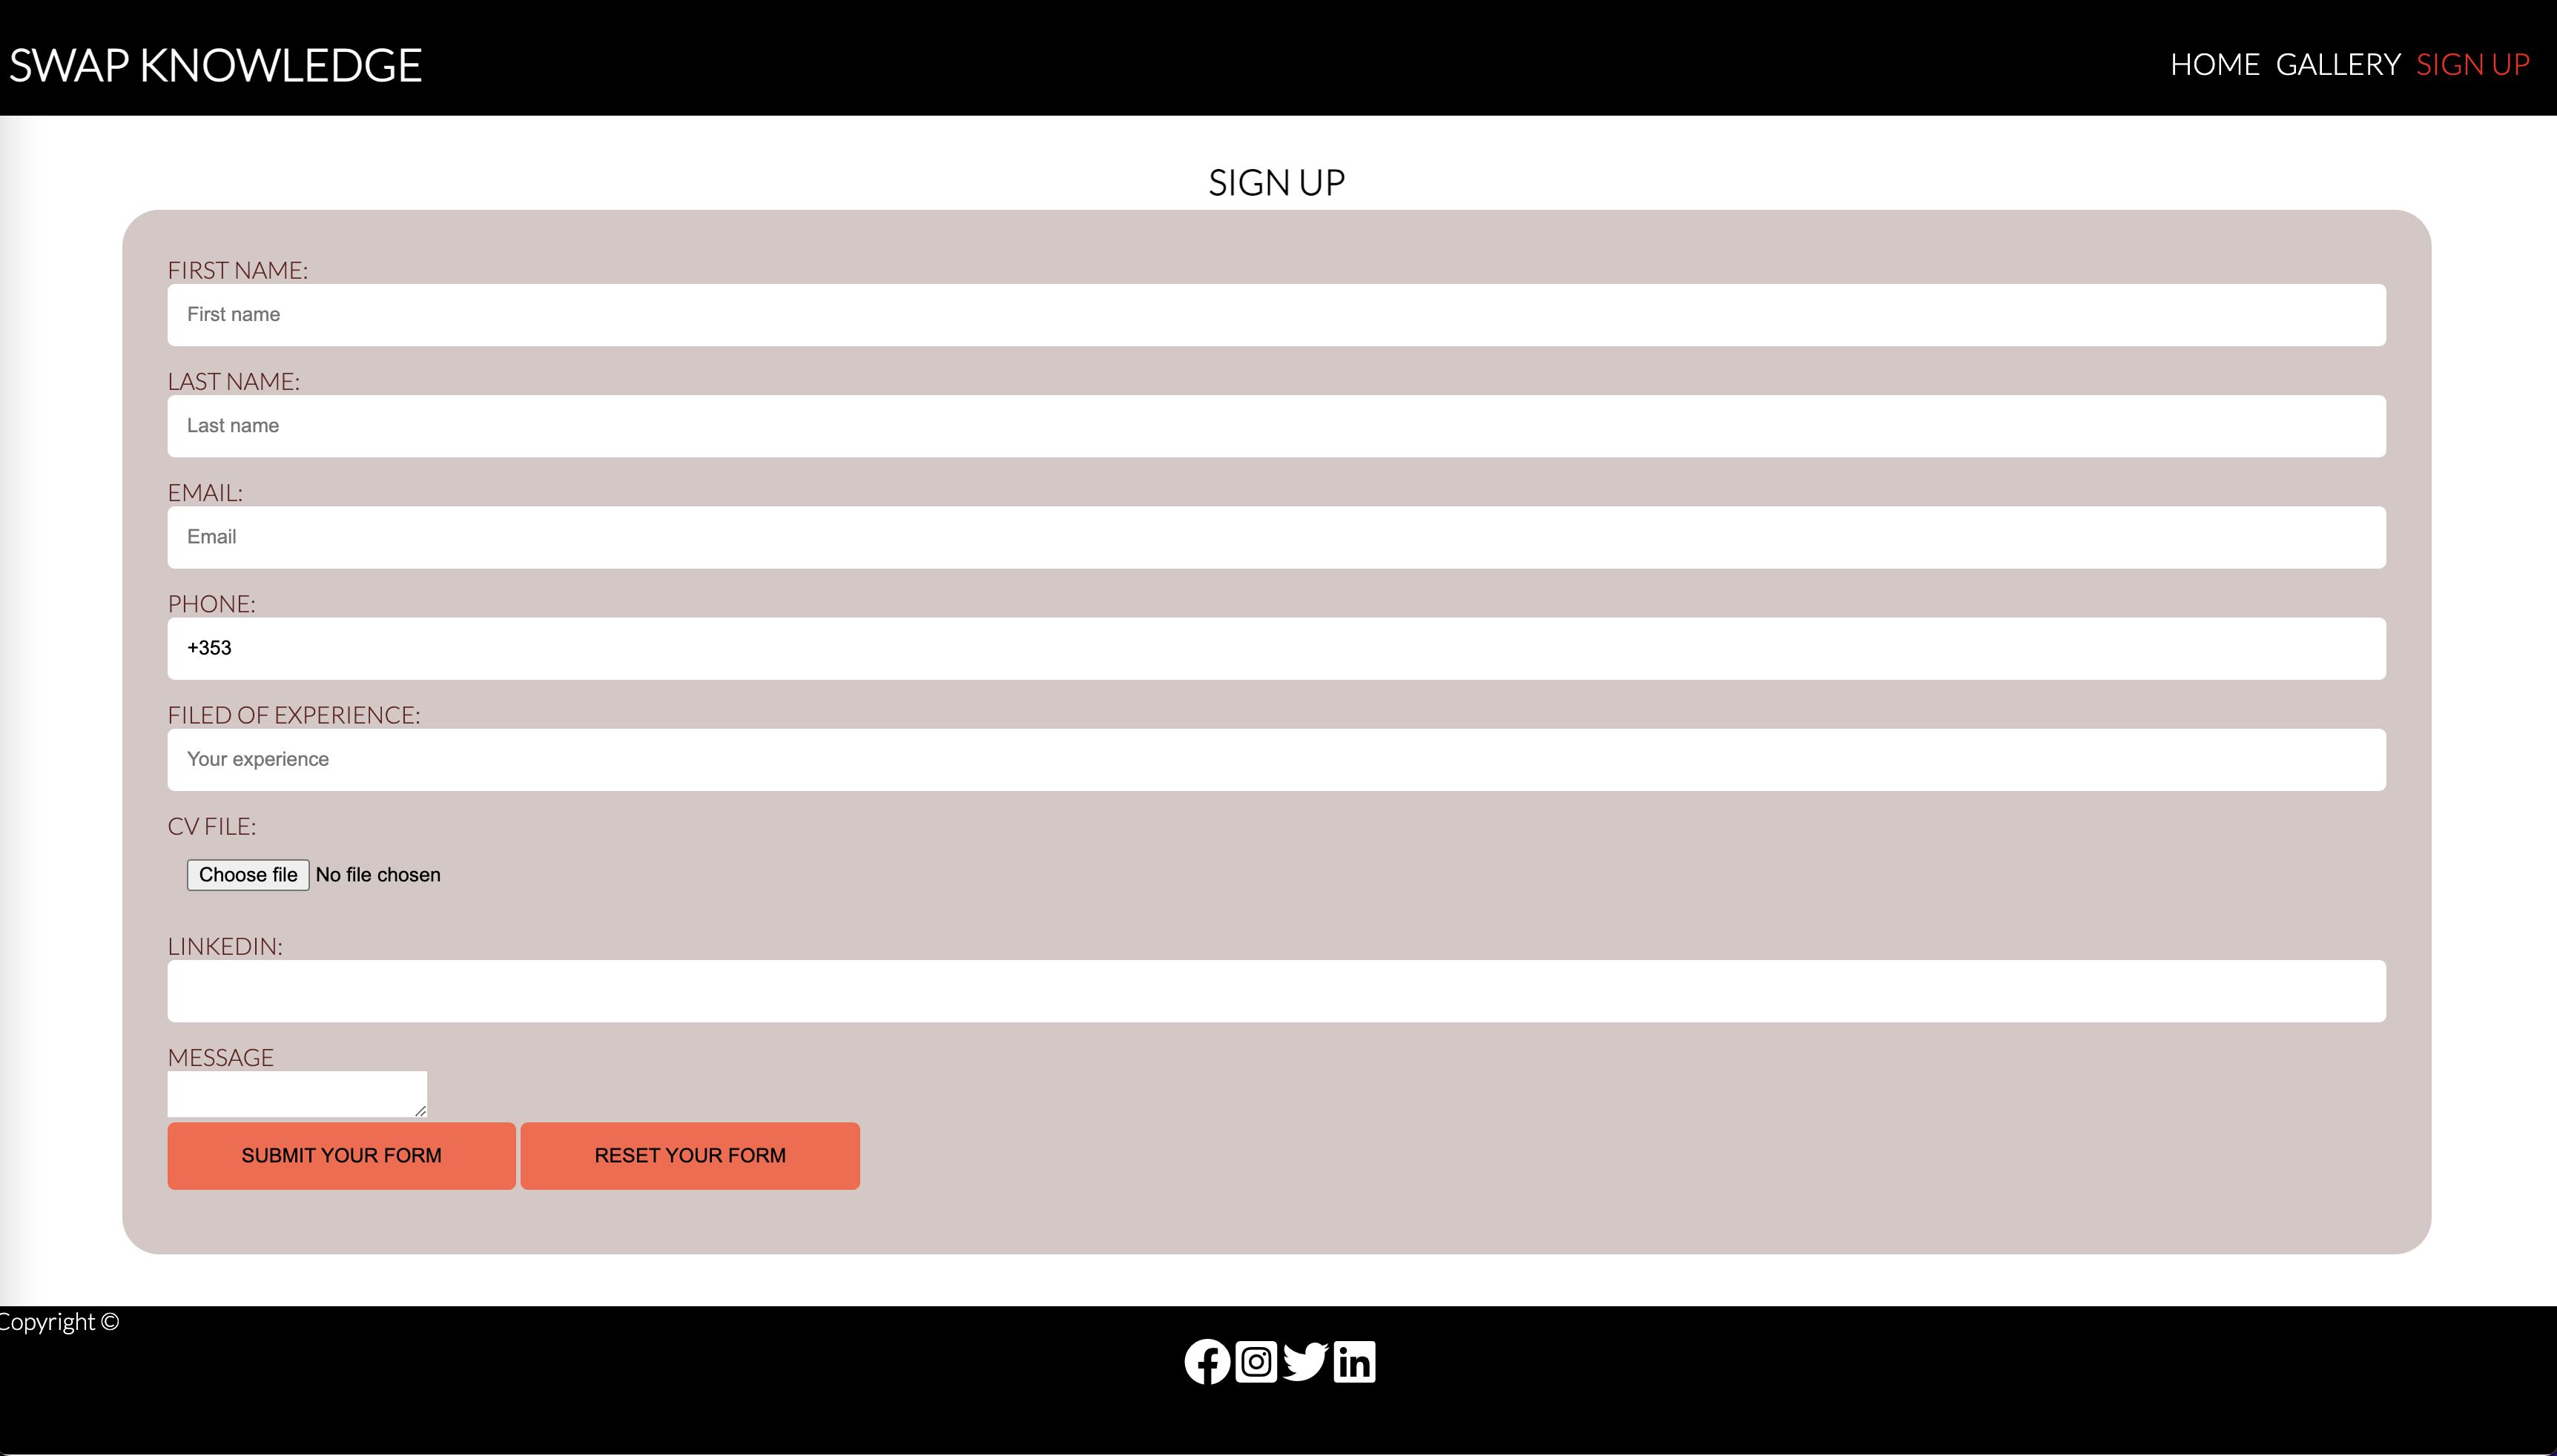 SWAP KNOWLEDGE
HOME GALLERY SIGN UP
SIGN UP
FIRST NAME:
First name
LAST NAME:
Last name
EMAIL:
Email
PHONE:
+353
FILED OF EXPERIENCE:
Your experience
CV FILE:
Choose file No file chosen
LINKEDIN:
MESSAGE
SUBMIT YOUR FORM RESET YOUR FORM
Copyright ©